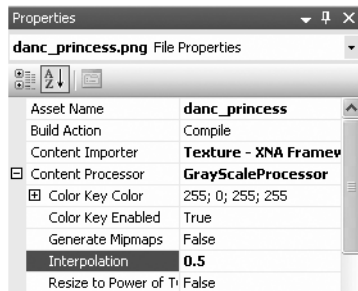 Properties
danc_princess.png File Properties
Asset Name danc_princess
Build Action Compile
Content Importer Texture - XNA Framew
Content Processor GrayScaleProcessor
Color Key Color 255; 0; 255; 255
Color Key Enabled True
Generate Mipmaps False
Interpolation 0.5
Resize to Power of T False